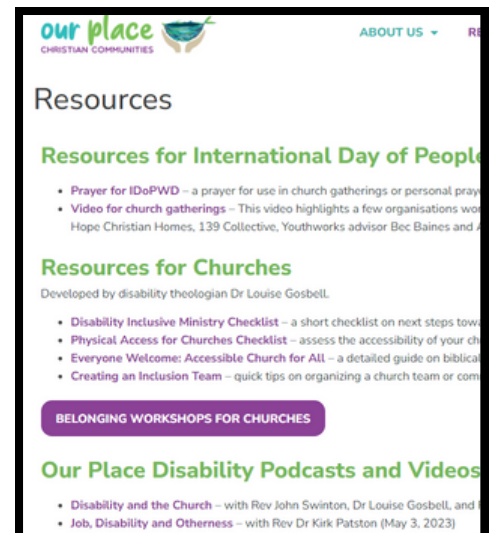 our place
CHRISTIAN COMMUNITIES
ABOUT US
Resources
Resources for International Day of People
• Prayer for IDoPWD – a prayer for use in church gatherings or personal
• Video for church gatherings – This video highlights a few organisations
Hope Christian Homes, 139 Collective, Youthworks advisor Bec Baines and
Resources for Churches
Developed by disability theologian Dr Louise Gosbell.
• Disability Inclusive Ministry Checklist – a short checklist on next steps
• Physical Access for Churches Checklist – assess the accessibility of your
• Everyone Welcome: Accessible Church for All – a detailed guide on biblical
• Creating an Inclusion Team – quick tips on organizing a church team or
BELONGING WORKSHOPS FOR CHURCHES
Our Place Disability Podcasts and Videos
• Disability and the Church – with Rev John Swinton, Dr Louise Gosbell, and
• Job, Disability and Otherness – with Rev Dr Kirk Patston (May 3, 2023)